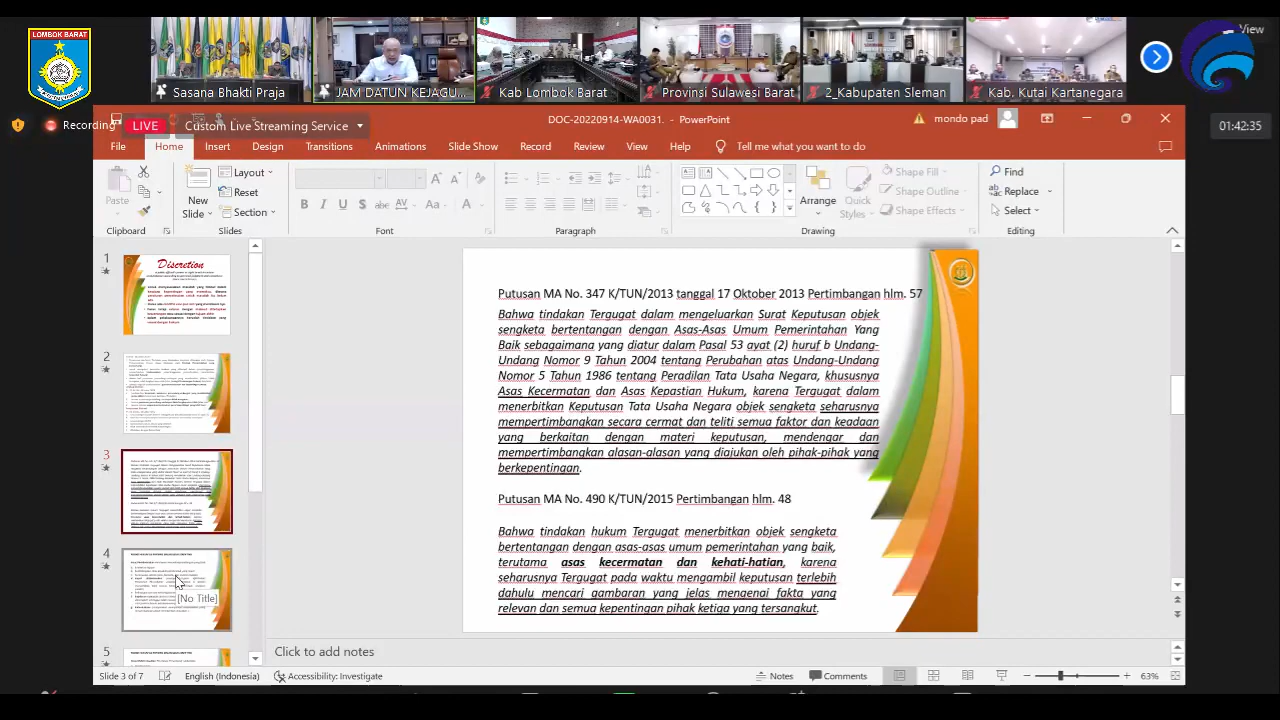 LOMBOK BARAT
Sasana Bhakti Praja
JAM DATUN KEJAGU...
Kab Lombok Barat
Provinsi Sulawesi Barat
2_Kabupaten Sleman
Kab. Kutai Kartanegara
View
Recording
LIVE
Custom Live Streaming Service
DOC-20220914-WA0031. - PowerPoint
mondo pad
01:42:35
File Home Insert Design Transitions Animations Slide Show Record Review View Help Tell me what you want to do
Paste
New
Slide
Layout
Reset
Section
B I U S abc AV Aa A
Arrange
Quick
Styles
Shape Fill
Shape Outline
Shape Effects
Find
Replace
Select
Clipboard Slides Font Paragraph Drawing Editing
1
Discretion
2
3
4
[No Title]
5
Putusan MA No.
K/TUN/2013 tanggal 17 Oktober 2013 Pertimbangan hlm. 57
Bahwa tindakan Tergugat dalam mengeluarkan Surat Keputusan objek
sengketa bertentangan dengan Asas-Asas Umum Pemerintahan Yang
Baik sebagaimana yang diatur dalam Pasal 53 ayat (2) huruf b Undang-
Undang Nomor 9 Tahun 2004 tentang Perubahan atas Undang-Undang
Nomor 5 Tahun 1986 tentang Peradilan Tata Usaha Negara, khususnya
Asas Kecermatan dan Asas Kepastian Hukum, karena Tergugat dalam
menerbitkan Keputusan Tata Usaha Negara objek sengketa seharusnya
mempertimbangkan secara cermat dan teliti semua faktor dan keadaan
yang berkaitan dengan materi keputusan, mendengar dan
mempertimbangkan alasan-alasan yang diajukan oleh pihak-pihak yang
berkepentingan.
Putusan MA No. 490 K/TUN/2015 Pertimbangan hlm. 48
Bahwa tindakan hukum Tergugat menerbitkan objek sengketa
bertentangan dengan asas-asas umum pemerintahan yang baik,
terutama asas kecamatan dan kehati-hatian, karena
seharusnya pada suatu waktu mengambil keputusan, terlebih
dahulu mencari gambaran yang jelas mengenai fakta yang
relevan dan semua kepentingan pihak ketiga yang tersangkut.
Click to add notes
Slide 3 of 7
English (Indonesia)
Accessibility: Investigate
Notes
Comments
63%